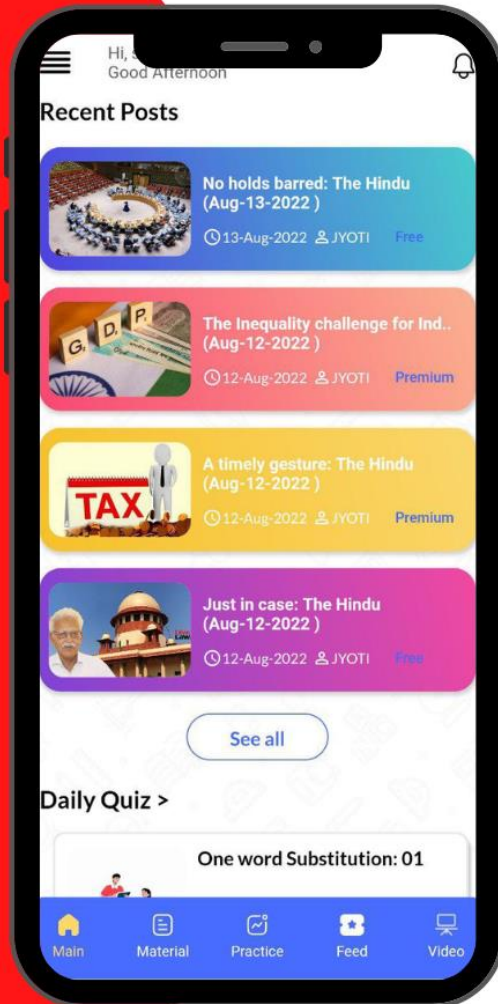 Hi,
Good Afternoon
Recent Posts
No holds barred: The Hindu
(Aug-13-2022 )
13-Aug-2022 JYOTI Free
G D P
The Inequality challenge for Ind..
(Aug-12-2022 )
12-Aug-2022 JYOTI Premium
TAX
A timely gesture: The Hindu
(Aug-12-2022 )
12-Aug-2022 JYOTI Premium
Just in case: The Hindu
(Aug-12-2022 )
12-Aug-2022 JYOTI Free
See all
Daily Quiz >
One word Substitution: 01
Main Material Practice Feed Video